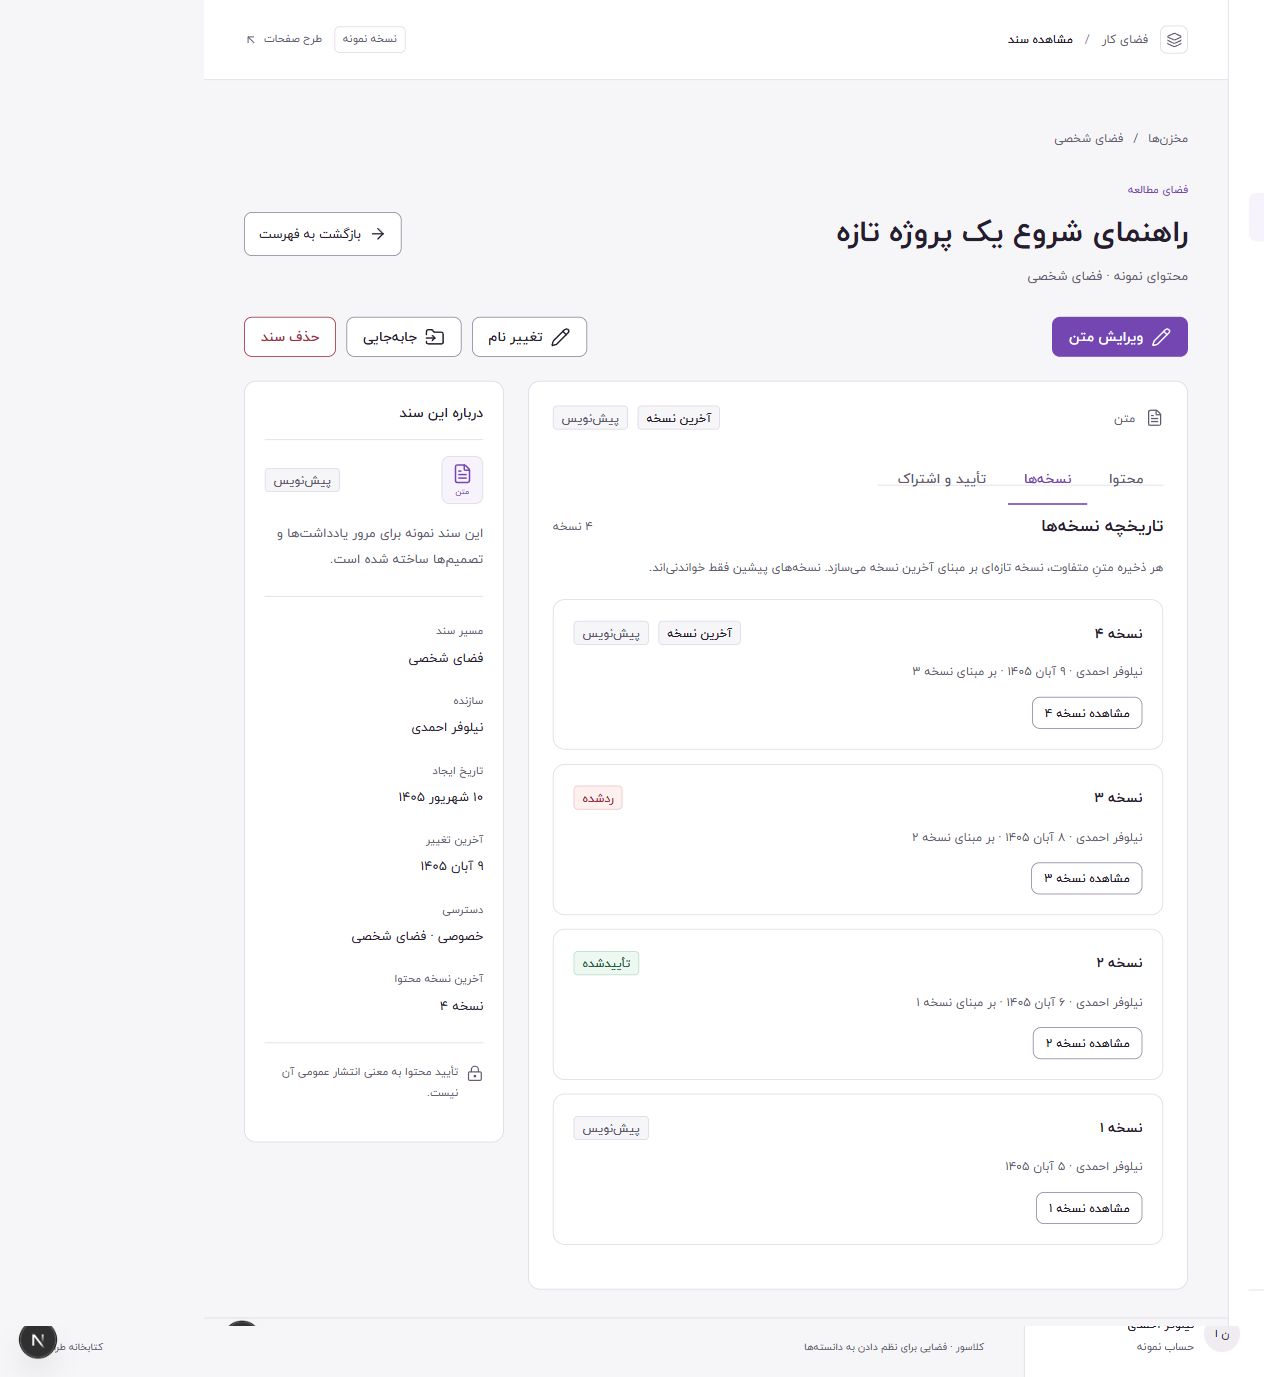 فضای کار / مشاهده سند
نسخه نمونه
طرح صفحات
مخزن‌ها / فضای شخصی
فضای مطالعه
راهنمای شروع یک پروژه تازه
بازگشت به فهرست
محتوای نمونه · فضای شخصی
ویرایش متن
تغییر نام
جابه‌جایی
حذف سند
متن
آخرین نسخه
پیش‌نویس
محتوا
نسخه‌ها
تأیید و اشتراک
تاریخچه نسخه‌ها
۴ نسخه
هر ذخیره متنِ متفاوت، نسخه تازه‌ای بر مبنای آخرین نسخه می‌سازد. نسخه‌های پیشین فقط خواندنی‌اند.
نسخه ۴
آخرین نسخه
پیش‌نویس
نیلوفر احمدی · ۹ آبان ۱۴۰۵ · بر مبنای نسخه ۳
مشاهده نسخه ۴
نسخه ۳
ردشده
نیلوفر احمدی · ۸ آبان ۱۴۰۵ · بر مبنای نسخه ۲
مشاهده نسخه ۳
نسخه ۲
تأییدشده
نیلوفر احمدی · ۶ آبان ۱۴۰۵ · بر مبنای نسخه ۱
مشاهده نسخه ۲
نسخه ۱
پیش‌نویس
نیلوفر احمدی · ۵ آبان ۱۴۰۵
مشاهده نسخه ۱
درباره این سند
متن
پیش‌نویس
این سند نمونه برای مرور یادداشت‌ها و
تصمیم‌ها ساخته شده است.
مسیر سند
فضای شخصی
سازنده
نیلوفر احمدی
تاریخ ایجاد
۱۰ شهریور ۱۴۰۵
آخرین تغییر
۹ آبان ۱۴۰۵
دسترسی
خصوصی · فضای شخصی
آخرین نسخه محتوا
نسخه ۴
تأیید محتوا به معنی انتشار عمومی آن
نیست.
ن ا
نیلوفر احمدی
حساب نمونه
کلاسور · فضایی برای نظم دادن به دانسته‌ها
کتابخانه
N